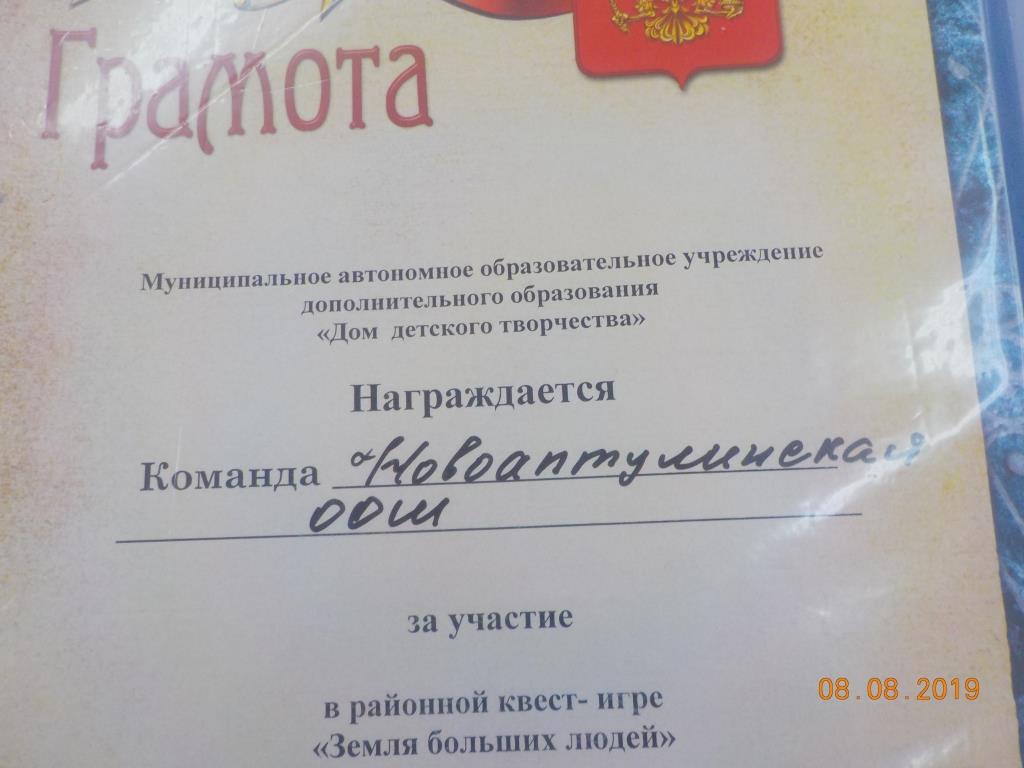 Грамота
Муниципальное автономное образовательное учреждение
дополнительного образования
«Дом детского творчества»
Награждается
Команда Новоаптулинская
ООШ
за участие
в районной квест- игре
«Земля больших людей»
08.08.2019